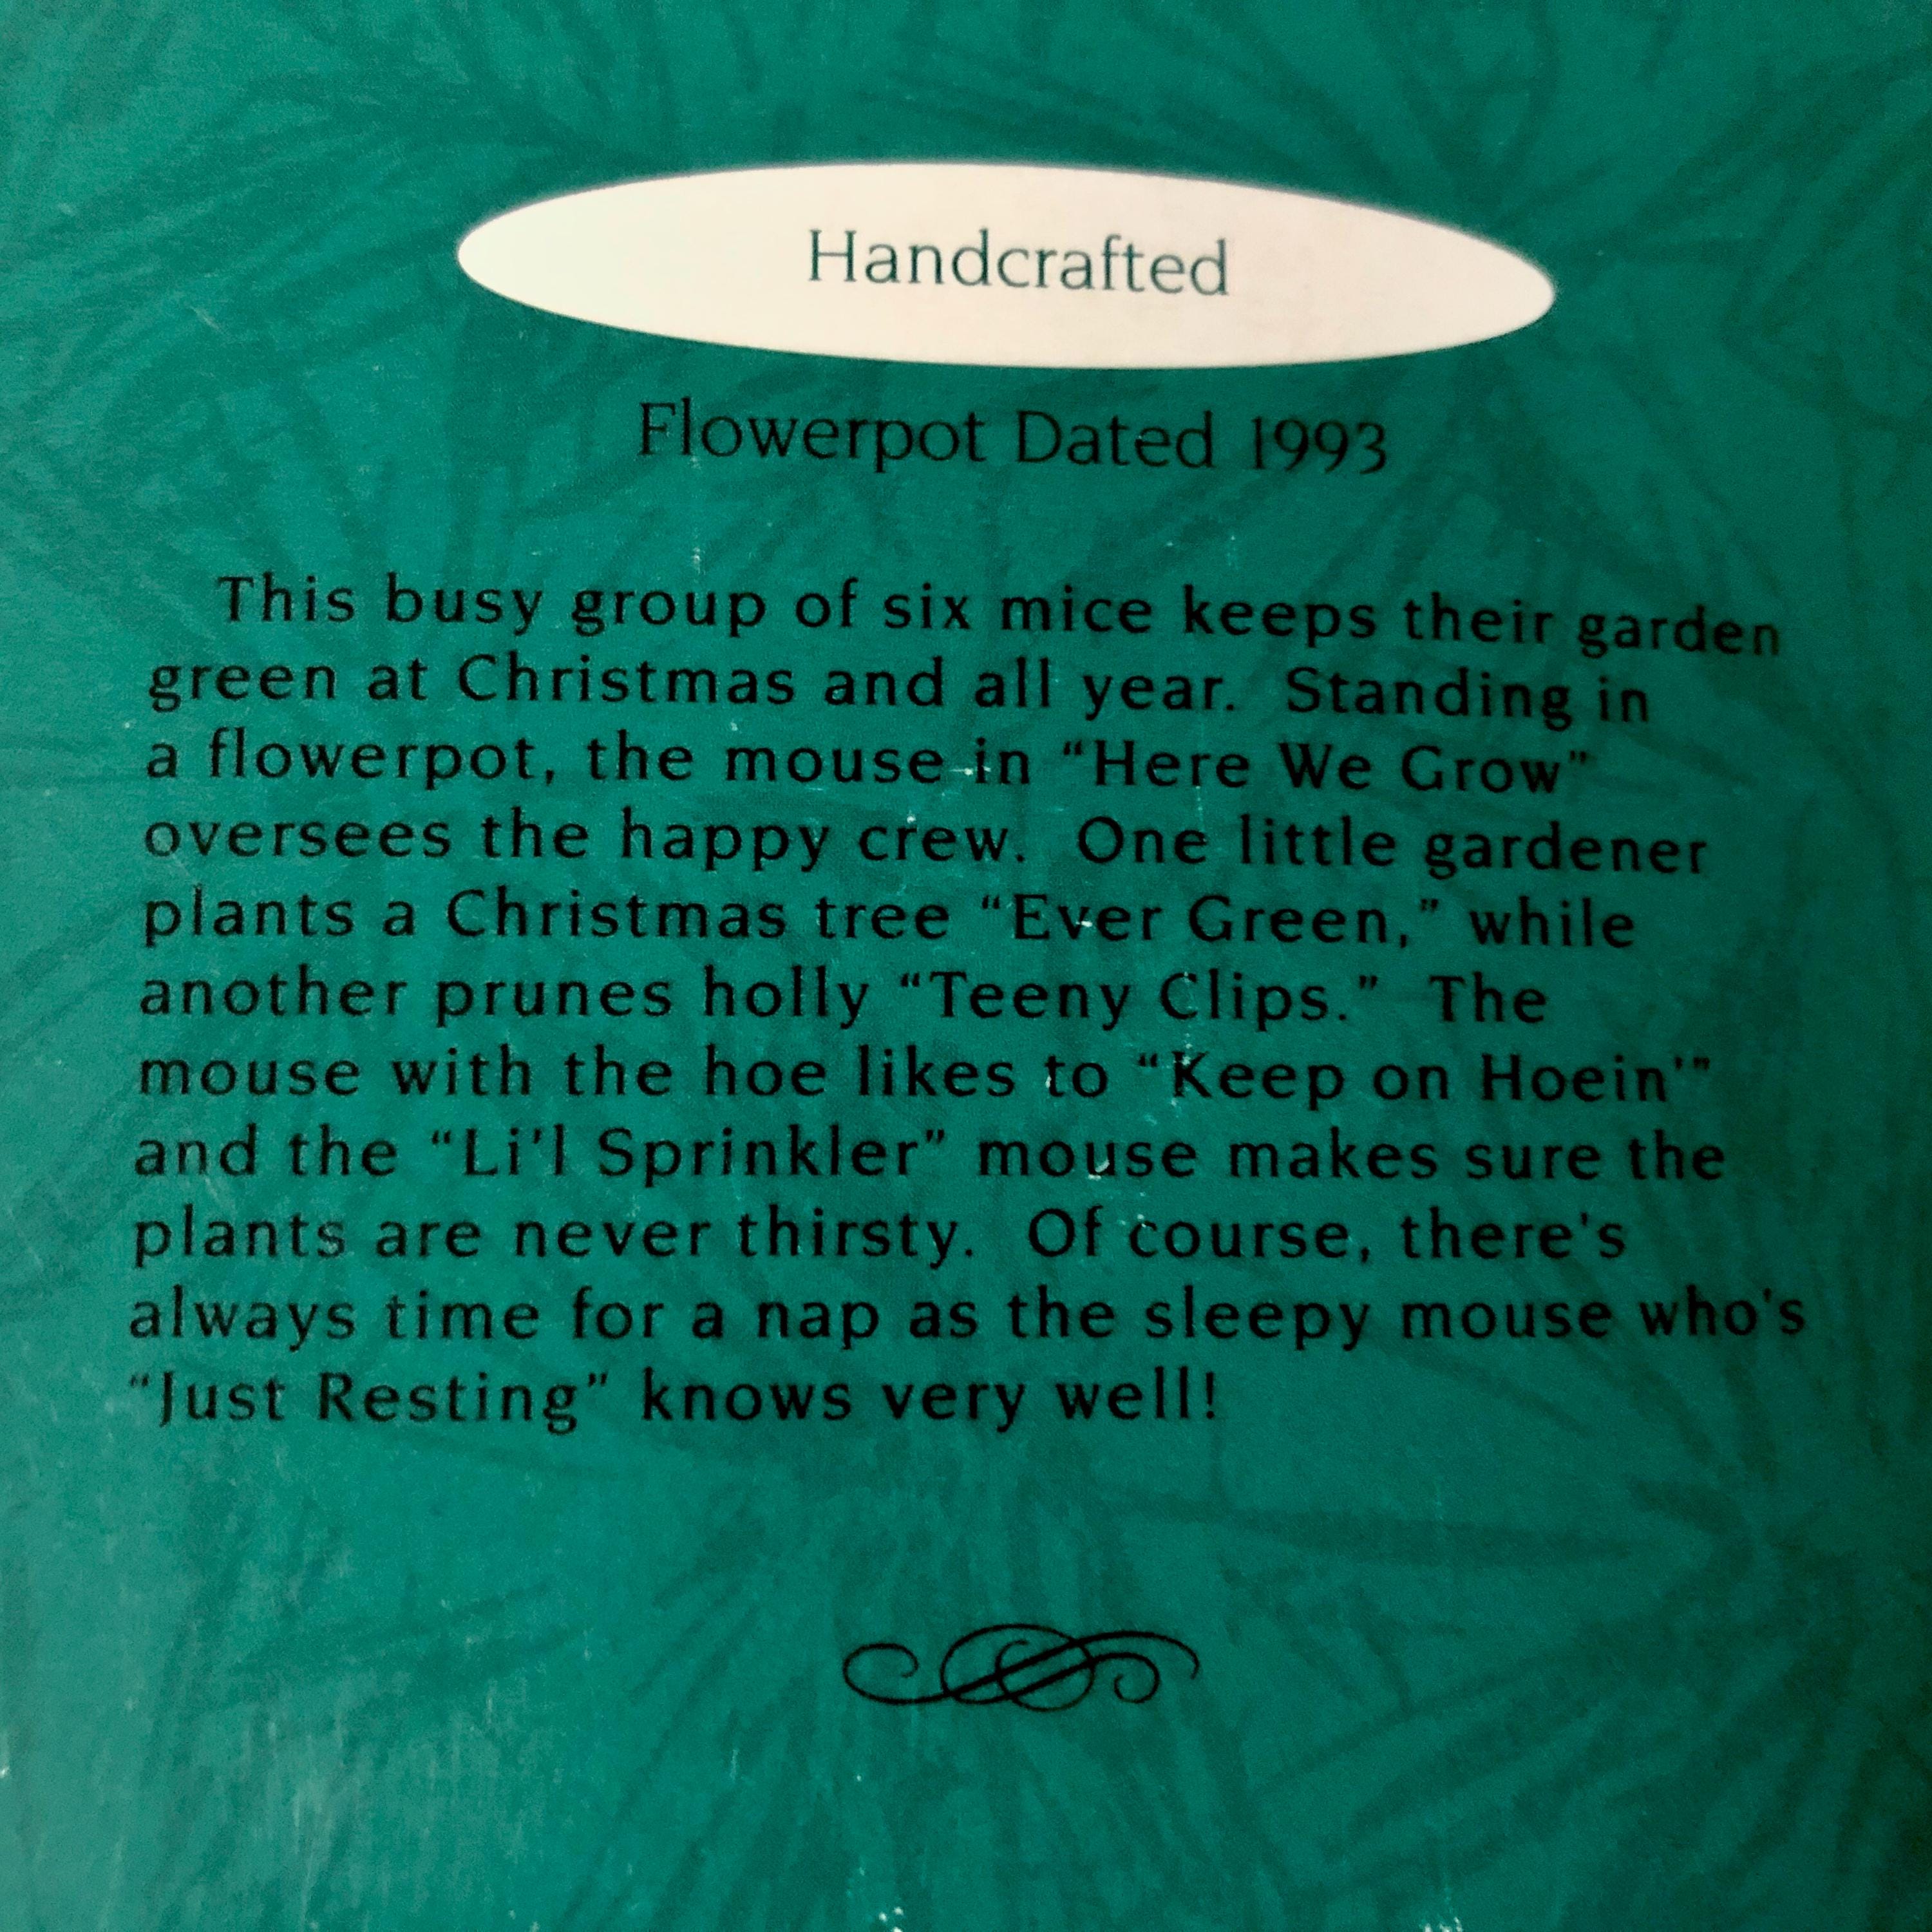 Handcrafted
Flowerpot Dated 1993
This busy group of six mice keeps their garden
green at Christmas and all year. Standing in
a flowerpot, the mouse in “Here We Grow”
oversees the happy crew. One little gardener
plants a Christmas tree “Ever Green,” while
another prunes holly “Teeny Clips.” The
mouse with the hoe likes to “Keep on Hoein'”
and the “Li'l Sprinkler” mouse makes sure the
plants are never thirsty. Of course, there's
always time for a nap as the sleepy mouse who's
“Just Resting” knows very well!